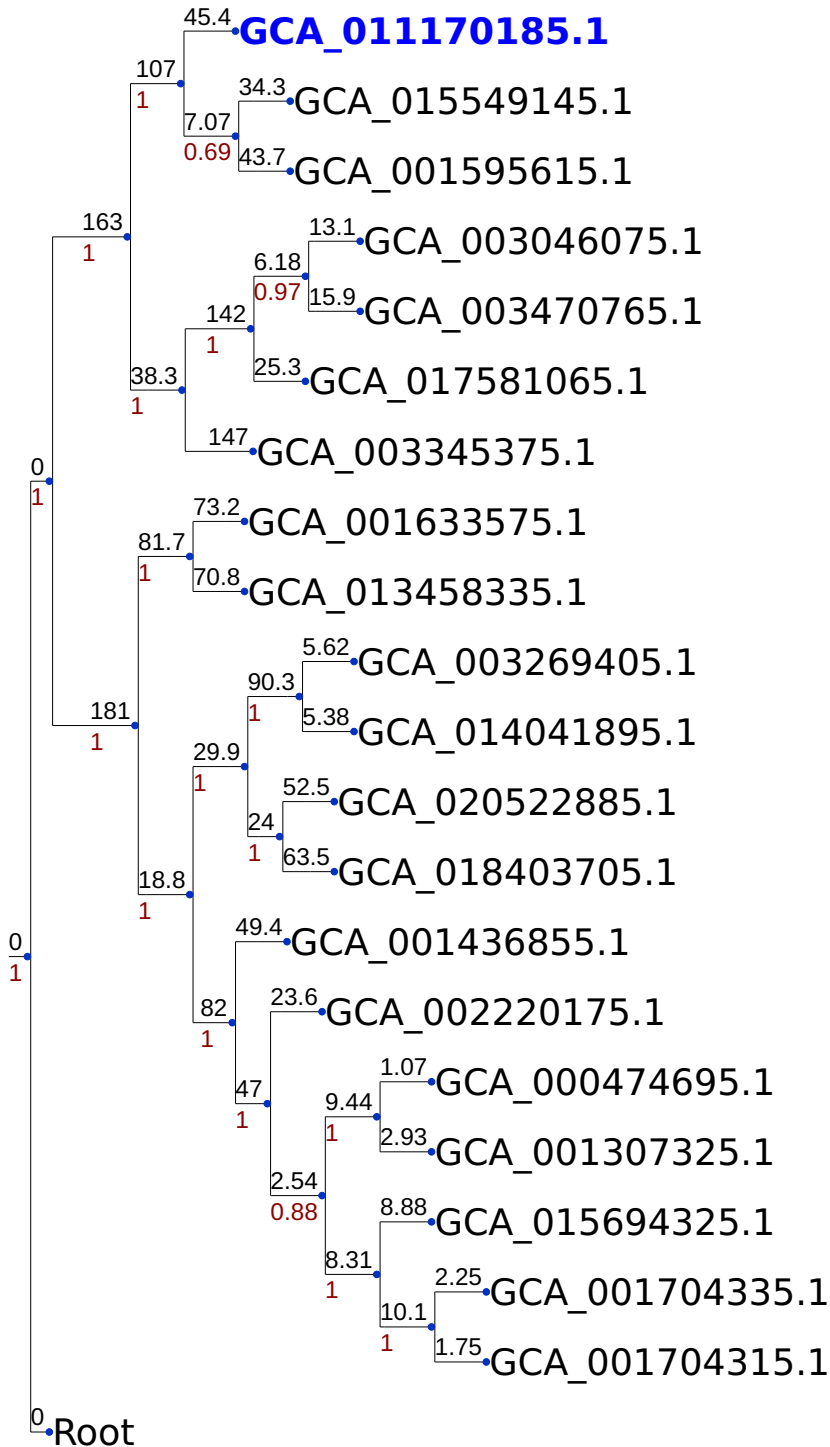 45.4 GCA_011170185.1
107
34.3 GCA_015549145.1
1
7.07
0.69
43.7 GCA_001595615.1
163
1
13.1 GCA_003046075.1
6.18
0.97
15.9 GCA_003470765.1
142
1
38.3
25.3 GCA_017581065.1
1
147 GCA_003345375.1
0
1
73.2 GCA_001633575.1
81.7
1
70.8 GCA_013458335.1
5.62 GCA_003269405.1
90.3
1
181
1
5.38 GCA_014041895.1
29.9
1
52.5 GCA_020522885.1
24
1
63.5 GCA_018403705.1
18.8
1
49.4 GCA_001436855.1
0
1
82
1
23.6 GCA_002220175.1
1.07 GCA_000474695.1
47
1
9.44
1
2.93 GCA_001307325.1
2.54
0.88
8.88 GCA_015694325.1
8.31
1
2.25 GCA_001704335.1
10.1
1
1.75 GCA_001704315.1
0 Root